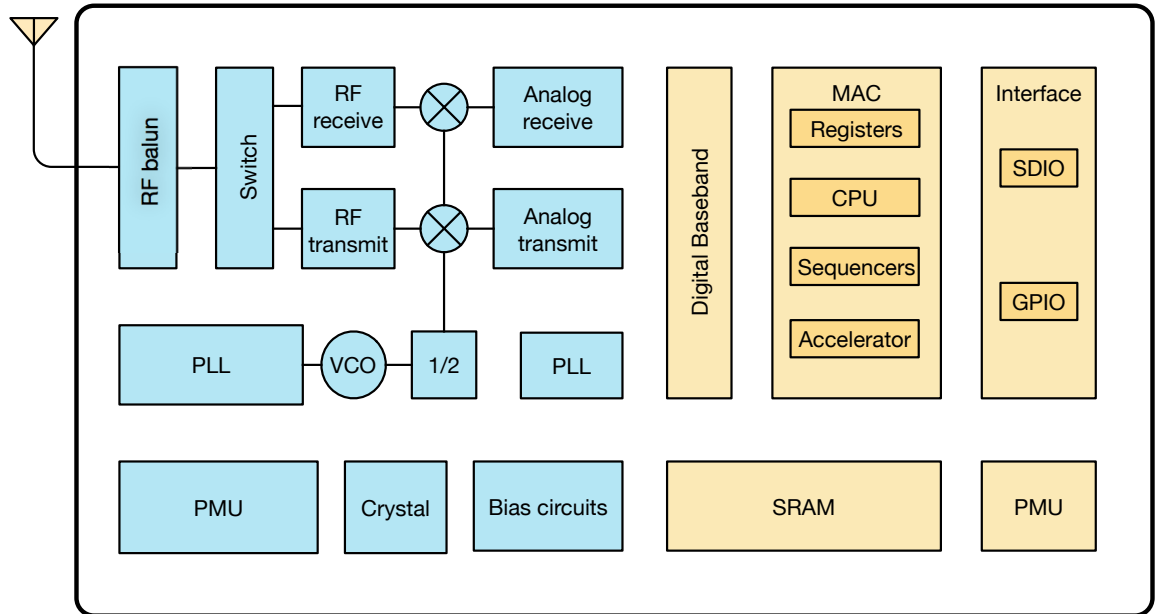 RF balun
Switch
RF
receive
Analog
receive
RF
transmit
Analog
transmit
PLL
VCO
1/2
PLL
PMU
Crystal
Bias circuits
Digital Baseband
MAC
Registers
CPU
Sequencers
Accelerator
Interface
SDIO
GPIO
SRAM
PMU